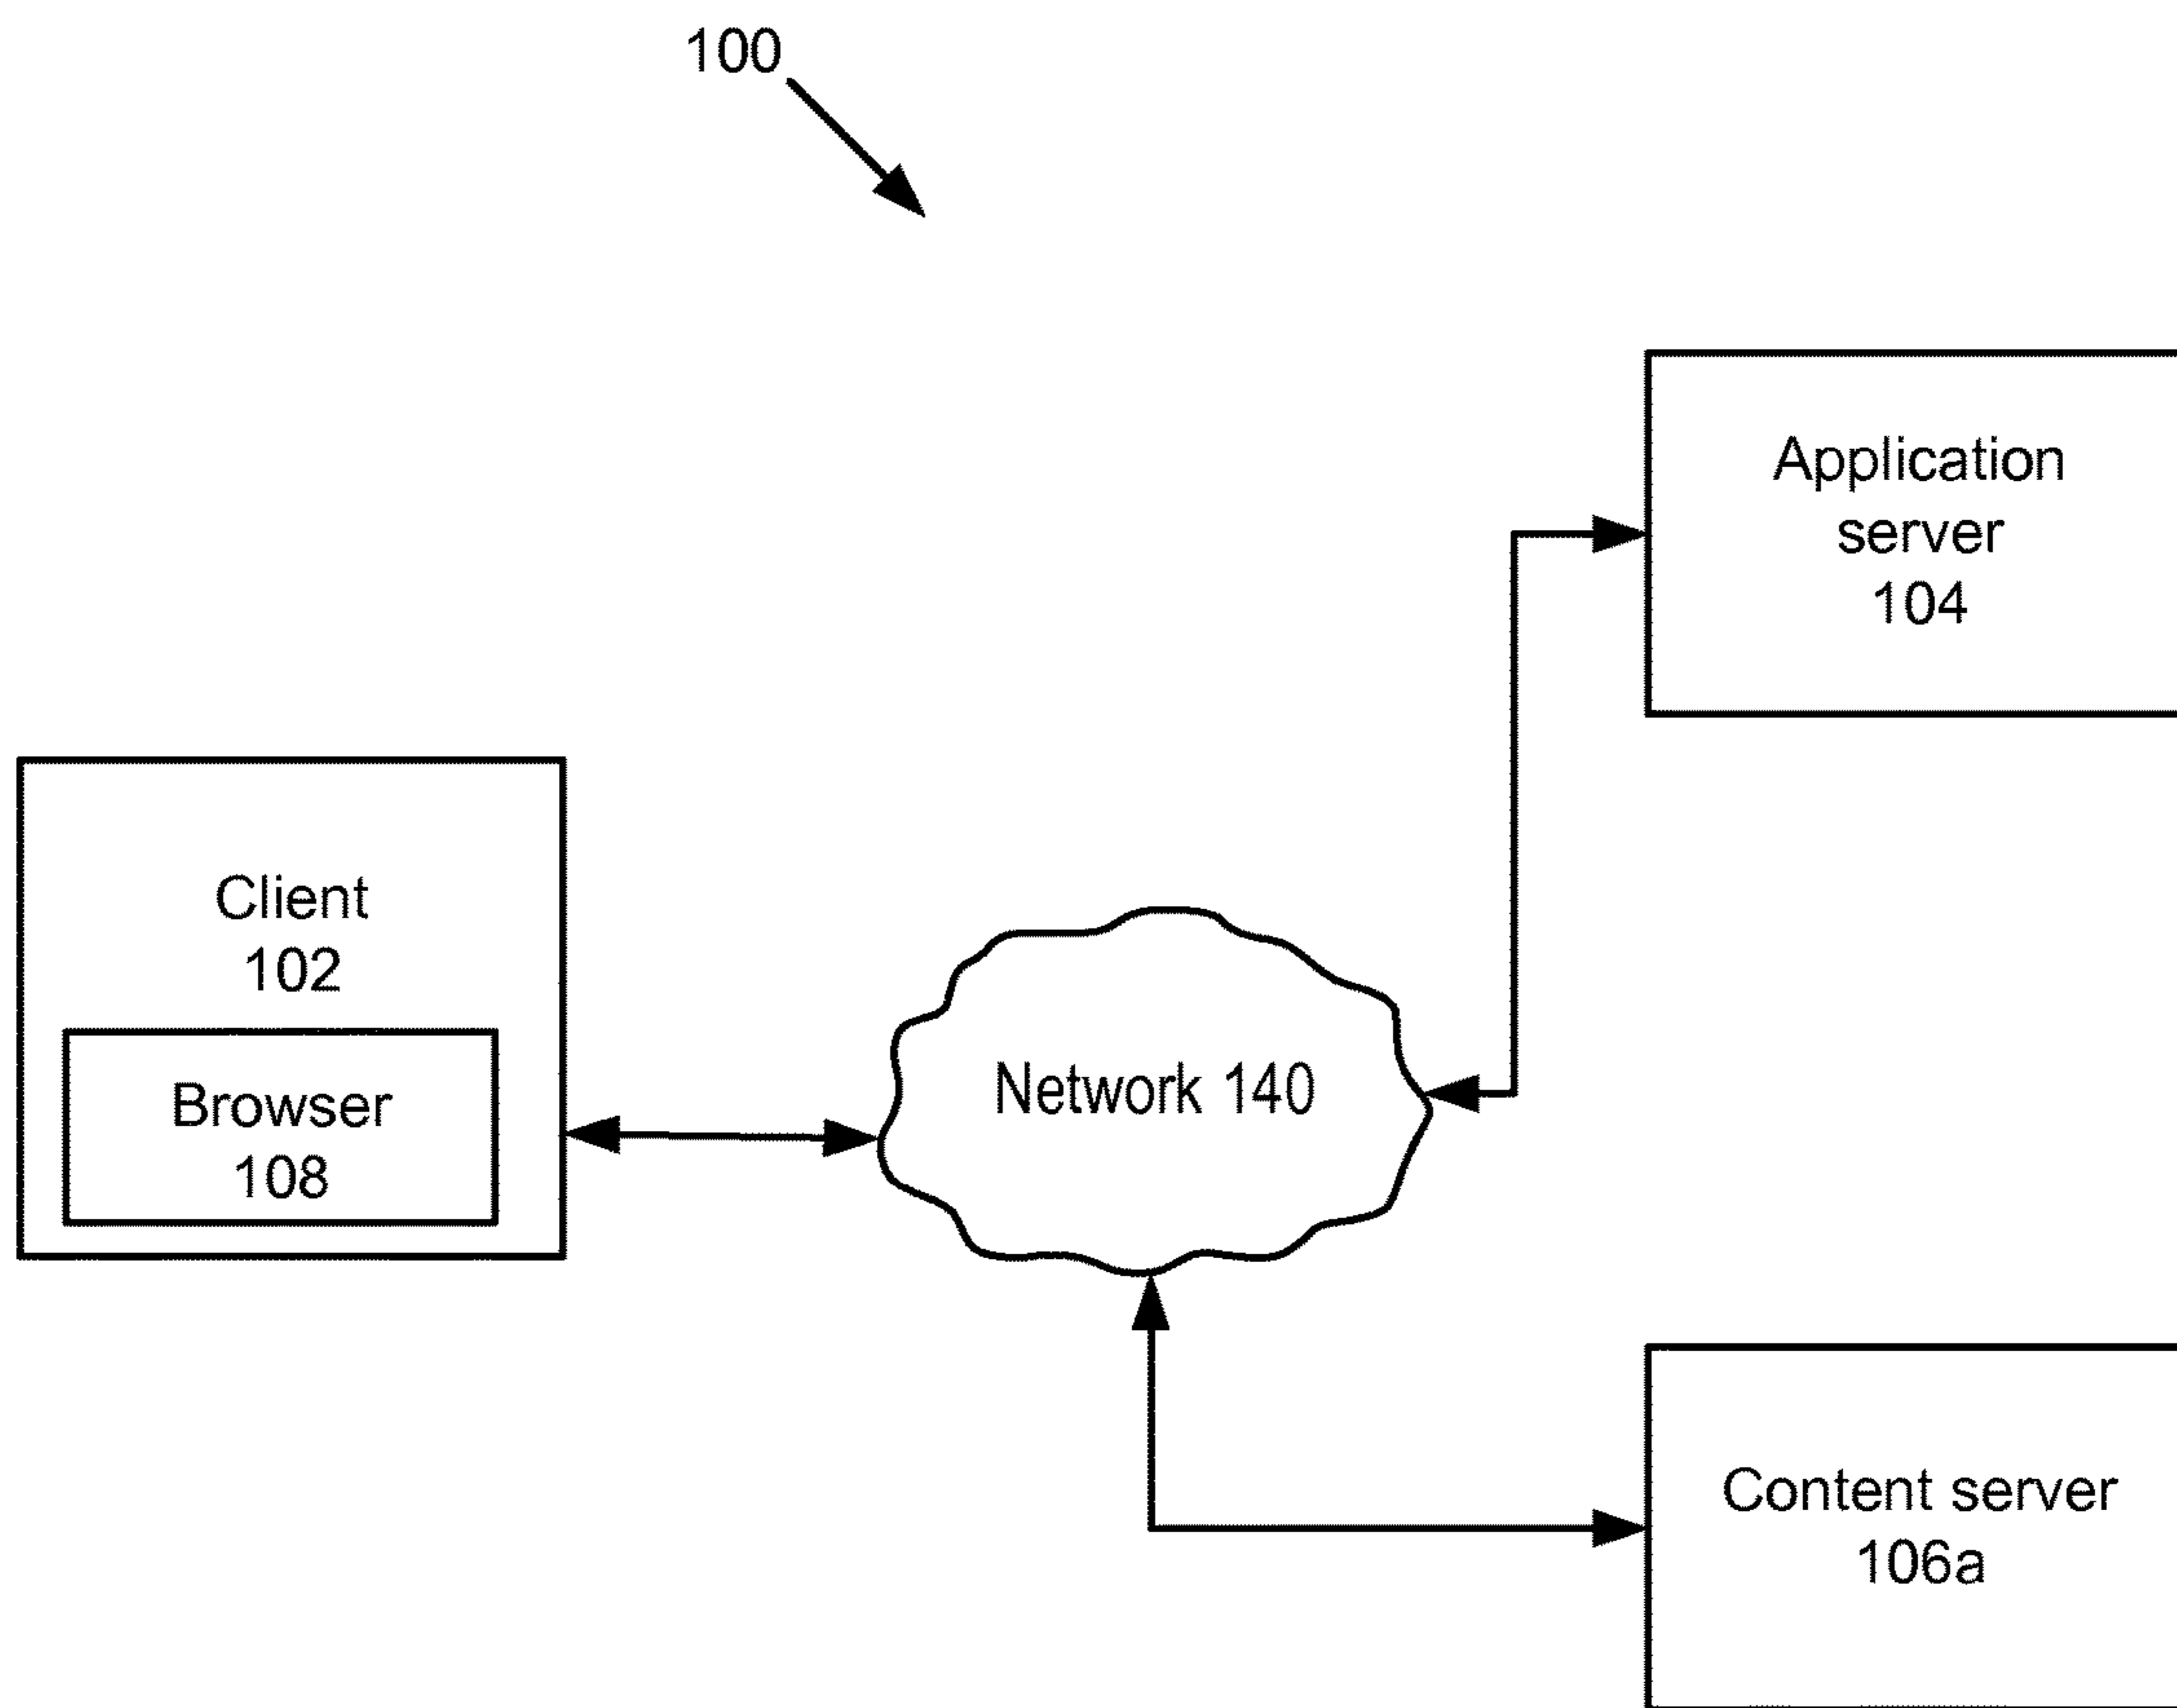 100
Application
server
104
Client
102
Browser
108
Network 140
Content server
106a